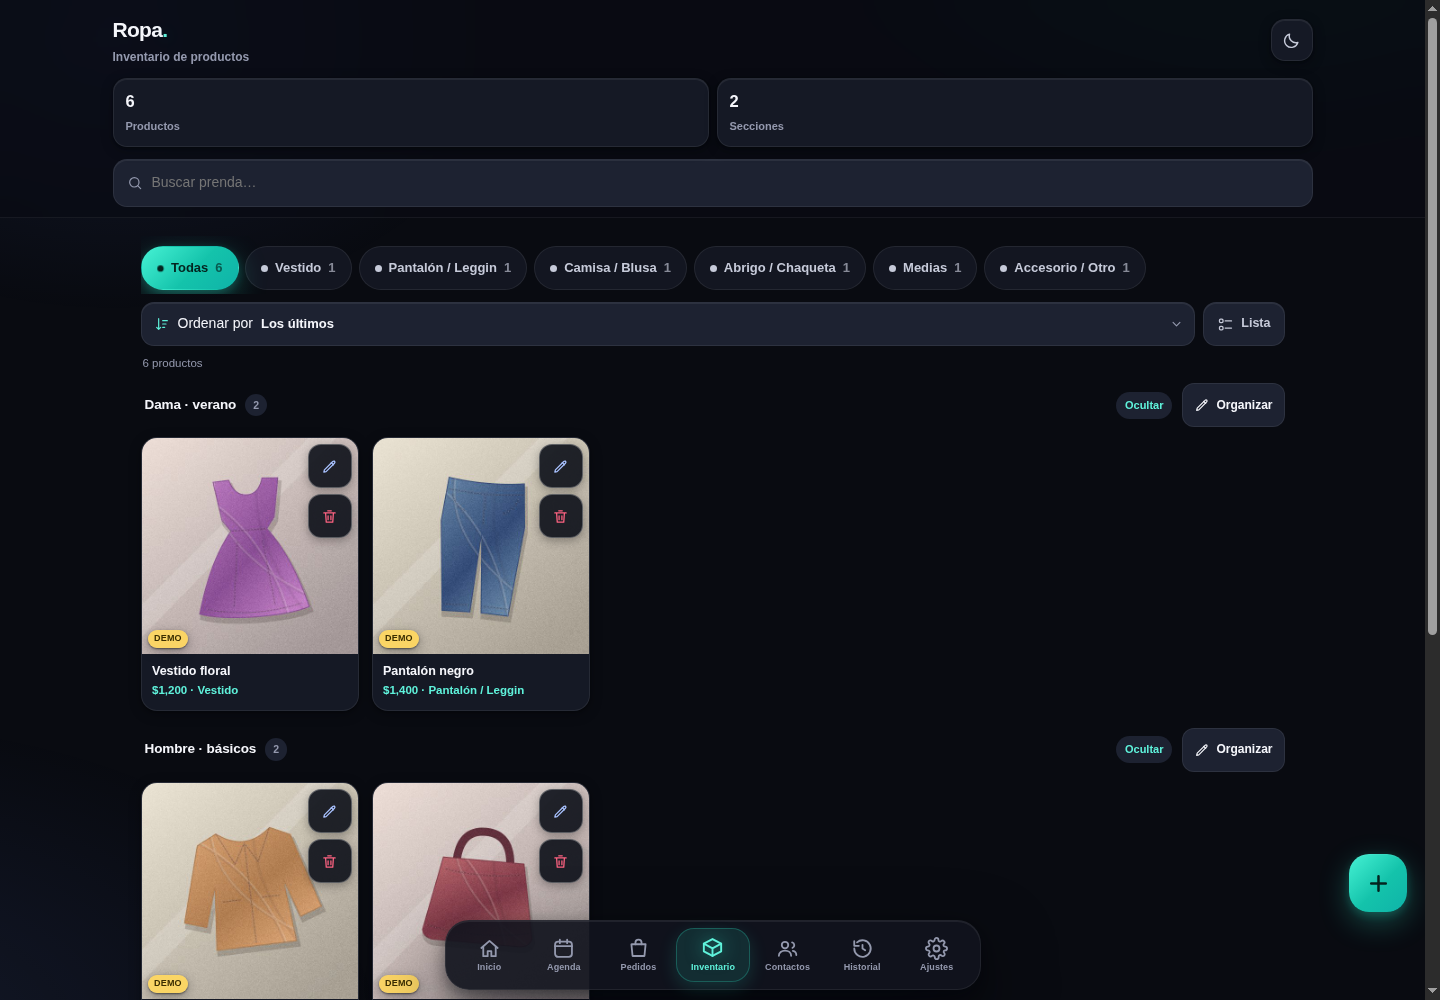 Ropa.
Inventario de productos
6
Productos
2
Secciones
Buscar prenda…
Todas 6
Vestido 1
Pantalón / Leggin 1
Camisa / Blusa 1
Abrigo / Chaqueta 1
Medias 1
Accesorio / Otro 1
Ordenar por Los últimos
Lista
6 productos
Dama · verano 2
Ocultar
Organizar
DEMO
DEMO
Vestido floral
$1,200 · Vestido
Pantalón negro
$1,400 · Pantalón / Leggin
Hombre · básicos 2
Ocultar
Organizar
DEMO
DEMO
Inicio
Agenda
Pedidos
Inventario
Contactos
Historial
Ajustes